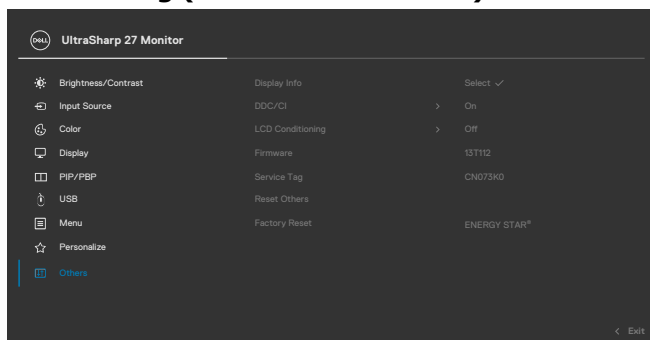 DELL UltraSharp 27 Monitor
Brightness/Contrast Display Info Select ✓
Input Source DDC/CI > On
Color LCD Conditioning > Off
Display Firmware 13T112
PIP/PBP Service Tag CN073K0
USB Reset Others
Menu Factory Reset ENERGY STAR®
Personalize
Others
< Exit